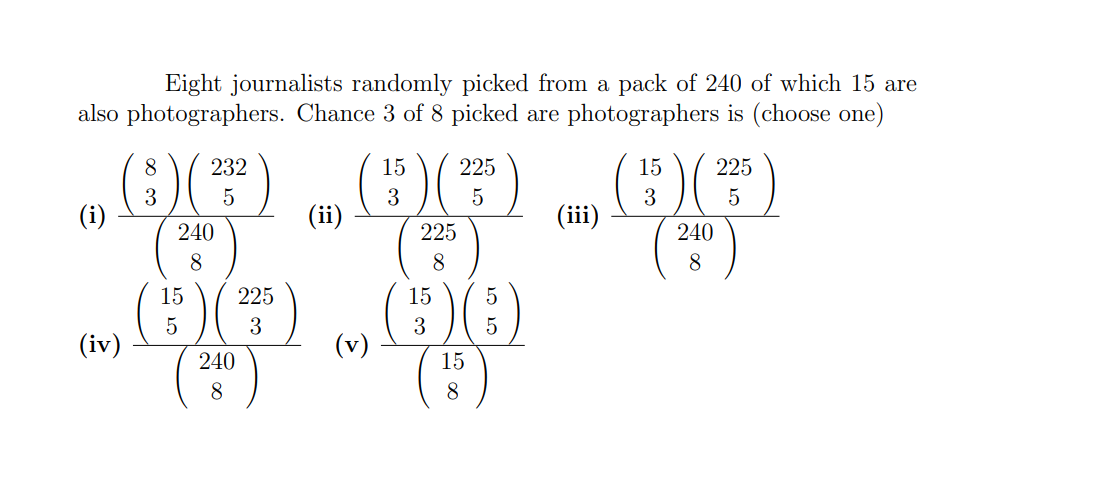 Eight journalists randomly picked from a pack of 240 of which 15 are
also photographers. Chance 3 of 8 picked are photographers is (choose one)
(i) \frac{\binom{8}{3}\binom{232}{5}}{\binom{240}{8}} (ii) \frac{\binom{15}{3}\binom{225}{5}}{\binom{225}{8}} (iii) \frac{\binom{15}{3}\binom{225}{5}}{\binom{240}{8}}
(iv) \frac{\binom{15}{5}\binom{225}{3}}{\binom{240}{8}} (v) \frac{\binom{15}{3}\binom{5}{5}}{\binom{15}{8}}